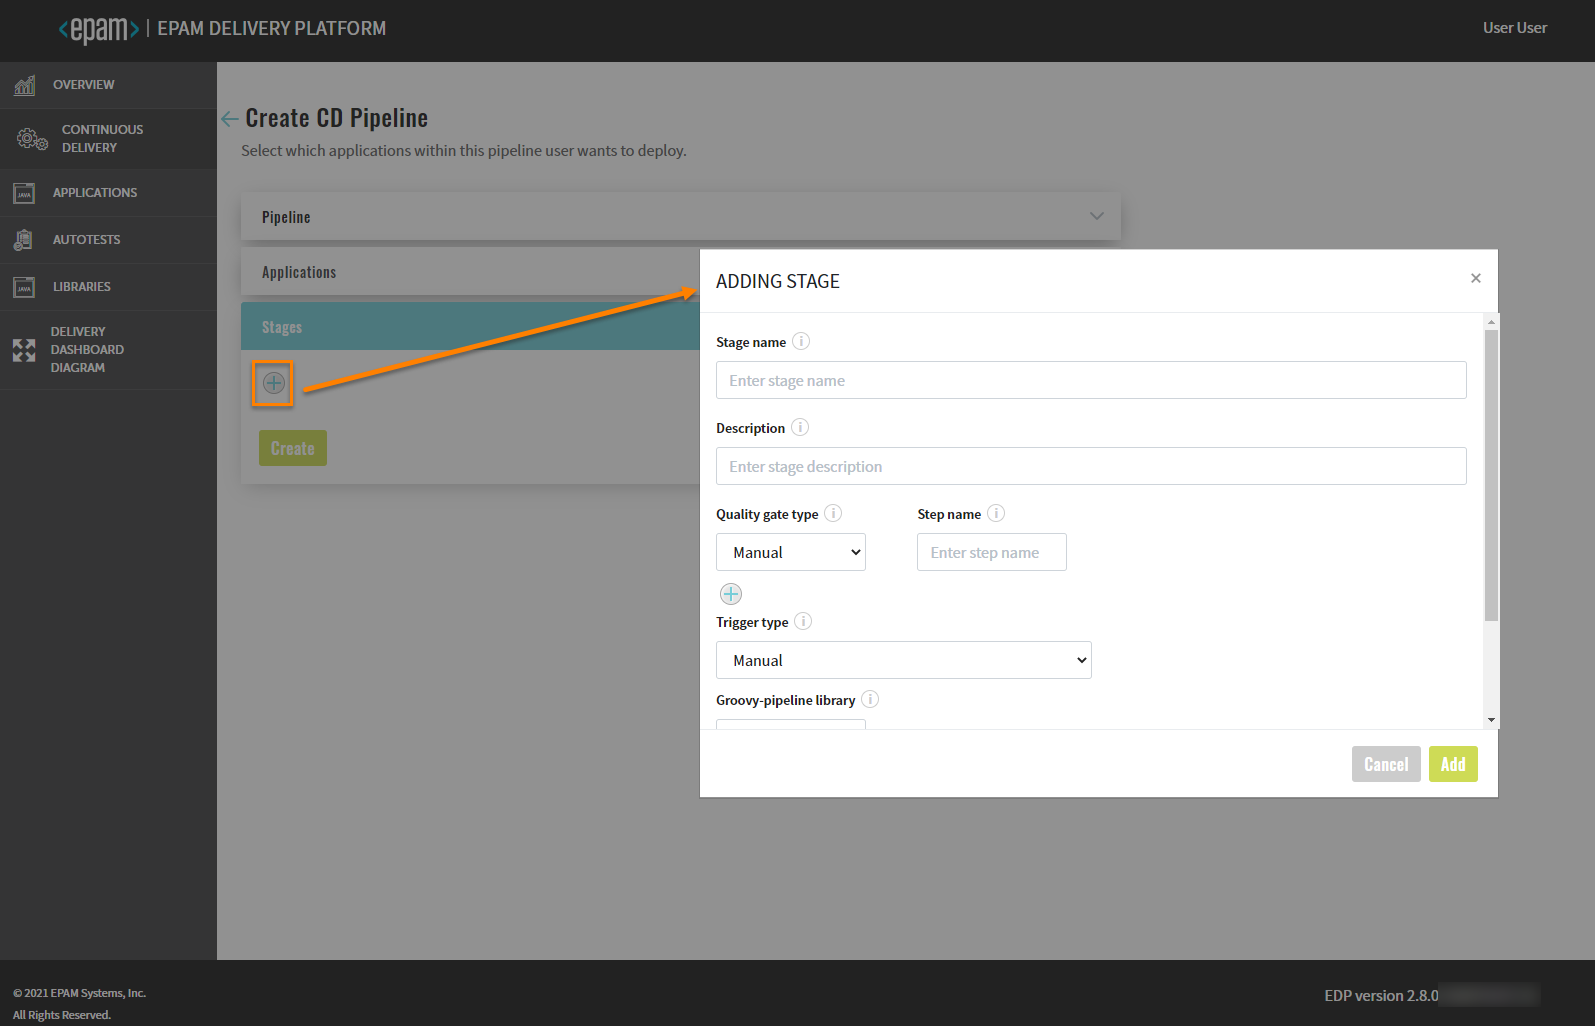 <epam> | EPAM DELIVERY PLATFORM
User User
OVERVIEW
CONTINUOUS
DELIVERY
APPLICATIONS
AUTOTESTS
LIBRARIES
DELIVERY
DASHBOARD
DIAGRAM
Create CD Pipeline
Select which applications within this pipeline user wants to deploy.
Pipeline
Applications
Stages
Create
ADDING STAGE
×
Stage name i
Enter stage name
Description i
Enter stage description
Quality gate type i Step name i
Manual Enter step name
Trigger type i
Manual
Groovy-pipeline library i
Cancel Add
© 2021 EPAM Systems, Inc.
All Rights Reserved.
EDP version 2.8.0